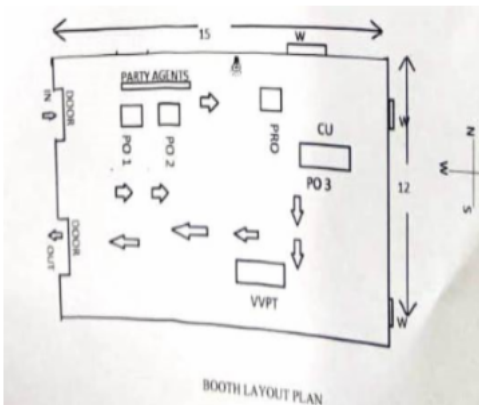 15
W
PARTY AGENTS
DOOR
IN
PO 1
PO 2
PRO
CU
W
PO 3
12
N
W
S
DOOR
OUT
VVPT
W
BOOTH LAYOUT PLAN